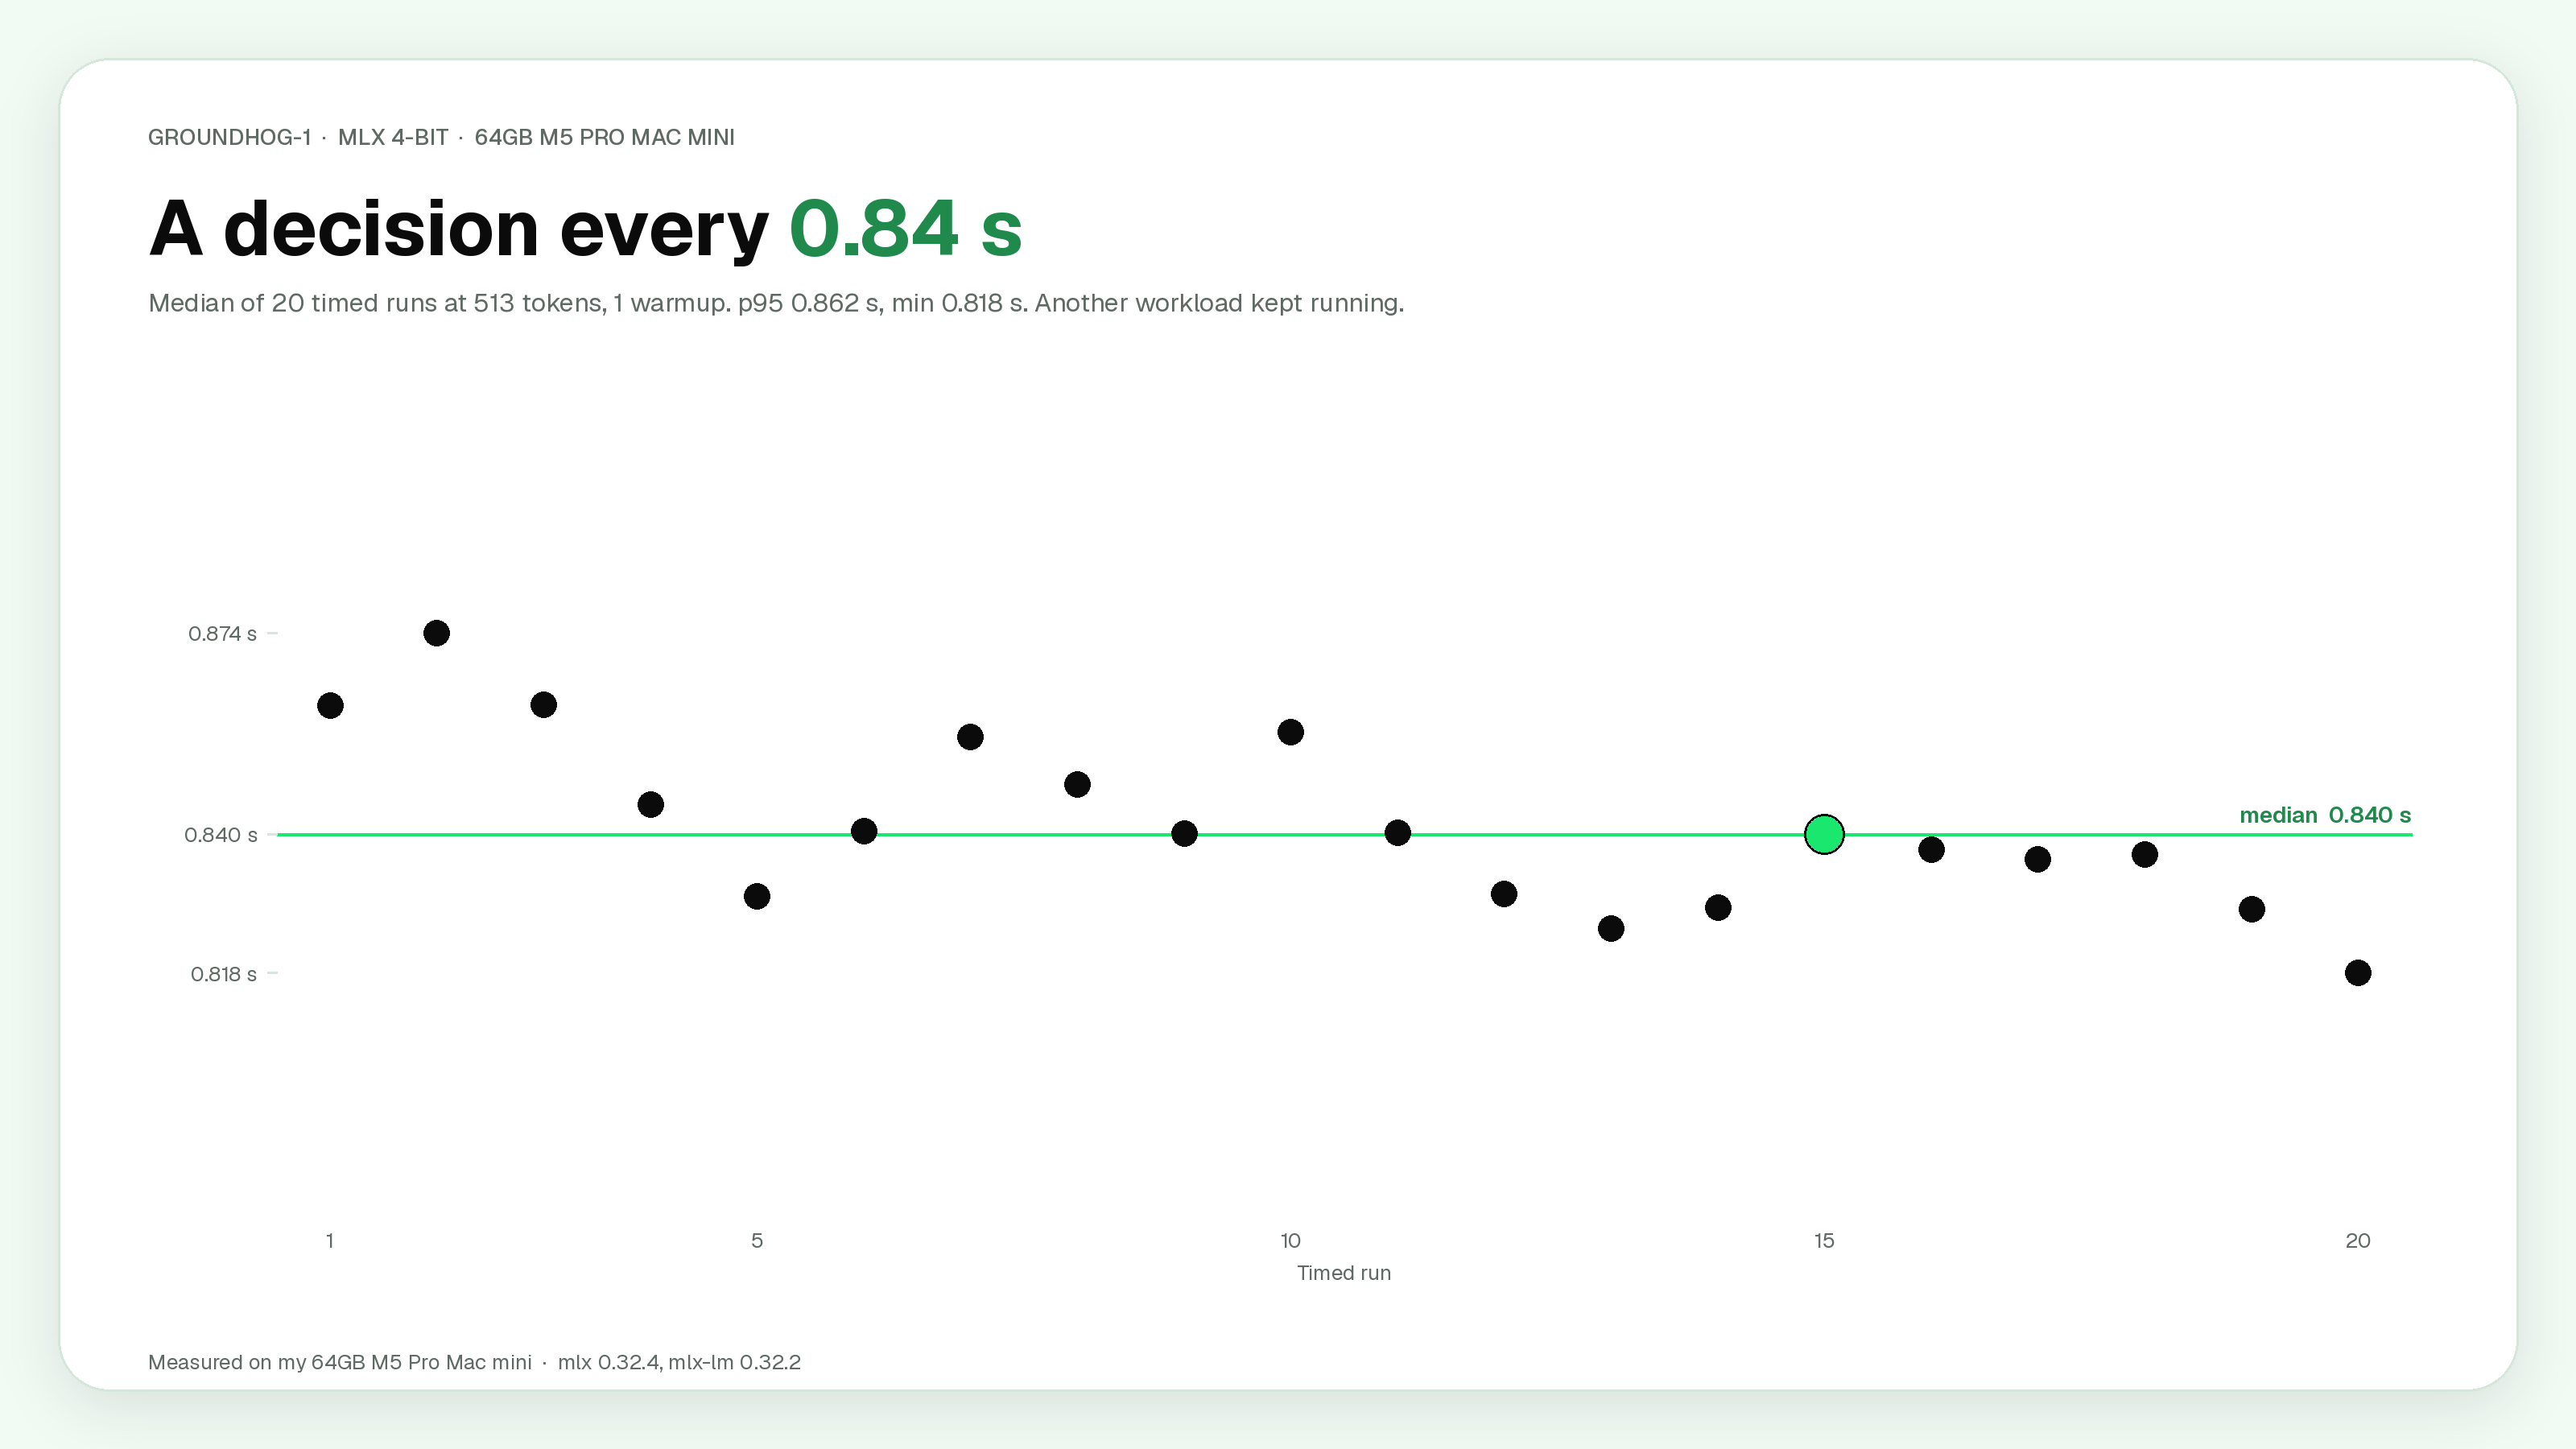 GROUNDHOG-1 · MLX 4-BIT · 64GB M5 PRO MAC MINI
A decision every 0.84 s
Median of 20 timed runs at 513 tokens, 1 warmup. p95 0.862 s, min 0.818 s. Another workload kept running.
0.874 s
median 0.840 s
0.840 s
0.818 s
1 5 10 15 20
Timed run
Measured on my 64GB M5 Pro Mac mini · mlx 0.32.4, mlx-lm 0.32.2